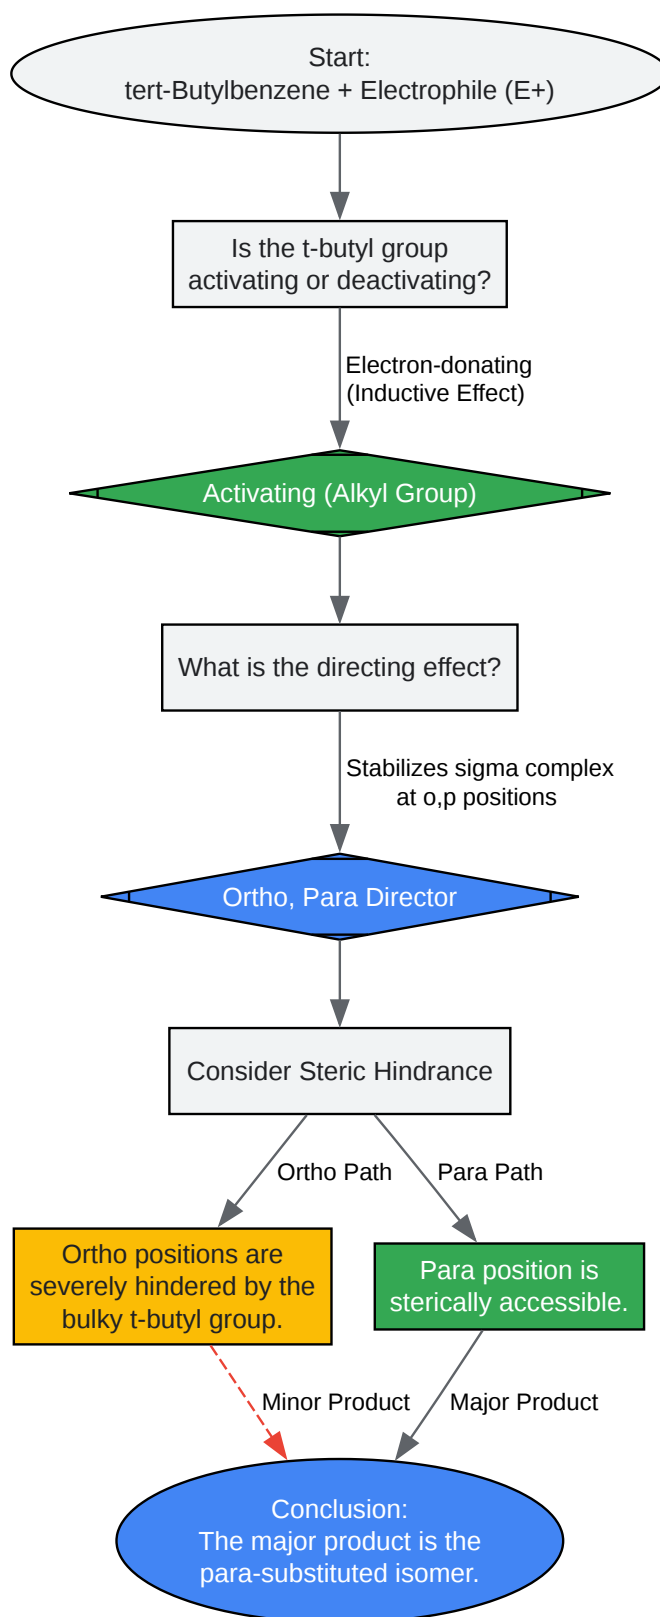 Start:
tert-Butylbenzene + Electrophile (E+)
Is the t-butyl group
activating or deactivating?
Electron-donating
(Inductive Effect)
Activating (Alkyl Group)
What is the directing effect?
Stabilizes sigma complex
at o,p positions
Ortho, Para Director
Consider Steric Hindrance
Ortho Path
Para Path
Ortho positions are
severely hindered by the
bulky t-butyl group.
Para position is
sterically accessible.
Minor Product
Major Product
Conclusion:
The major product is the
para-substituted isomer.